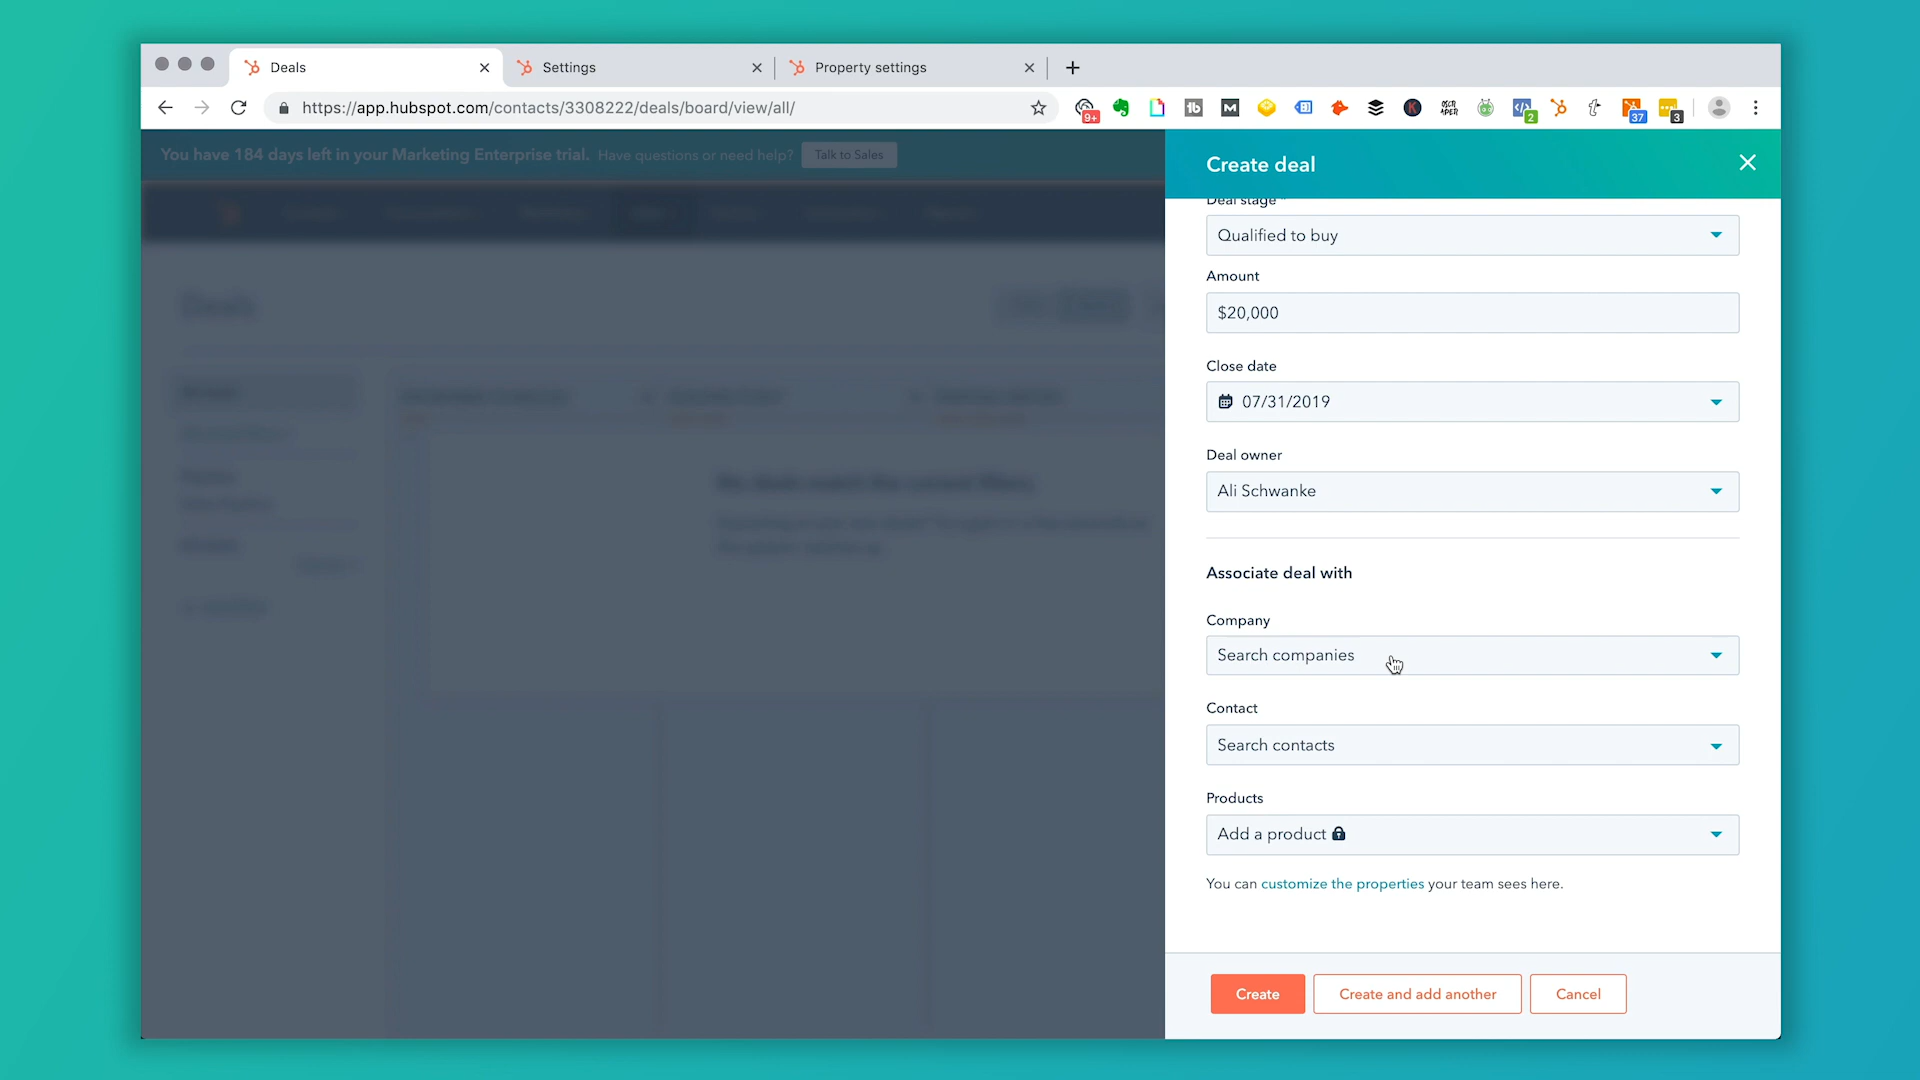 Deals
Settings
Property settings
https://app.hubspot.com/contacts/3308222/deals/board/view/all/
9+
2
37
3
You have 184 days left in your Marketing Enterprise trial. Have questions or need help? Talk to Sales
Create deal
Deal stage *
Qualified to buy
Amount
$20,000
Close date
07/31/2019
Deal owner
Ali Schwanke
Associate deal with
Company
Search companies
Contact
Search contacts
Products
Add a product
You can customize the properties your team sees here.
Create
Create and add another
Cancel